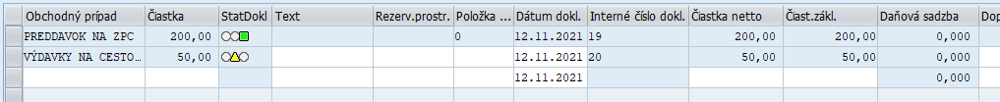 Obchodný prípad Čiastka StatDokl Text Rezerv.prostr. Položka ... Dátum dokl. Interné číslo dokl. Čiastka netto Čiast.zákl. Daňová sadzba Dop
PREDDAVOK NA ZPC 200,00 0 12.11.2021 19 200,00 200,00 0,000
VÝDAVKY NA CESTO... 50,00 12.11.2021 20 50,00 50,00 0,000
12.11.2021 0,000